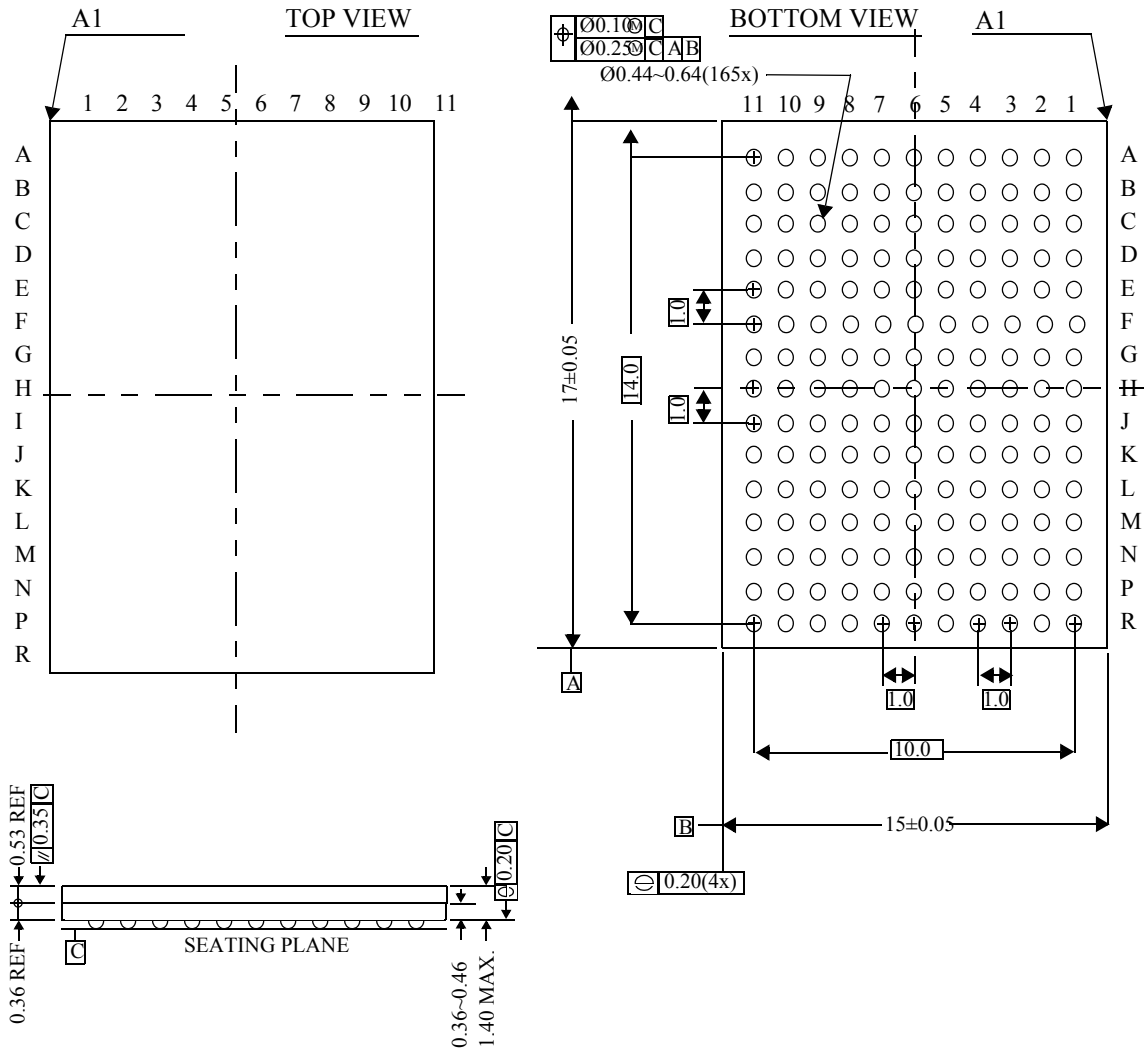 A1
TOP VIEW
1 2 3 4 5 6 7 8 9 10 11
A
B
C
D
E
F
G
H
I
J
K
L
M
N
P
R
Ø0.10Ⓜ C
Ø0.25Ⓜ C A B
Ø0.44~0.64(165x)
BOTTOM VIEW
A1
11 10 9 8 7 6 5 4 3 2 1
A
B
C
D
E
F
G
H
J
K
L
M
N
P
R
1.0
1.0
17±0.05
14.0
A
1.0
1.0
10.0
B
15±0.05
0.20(4x)
0.53 REF
// 0.35 C
0.20 C
C
SEATING PLANE
0.36 REF
0.36~0.46
1.40 MAX.